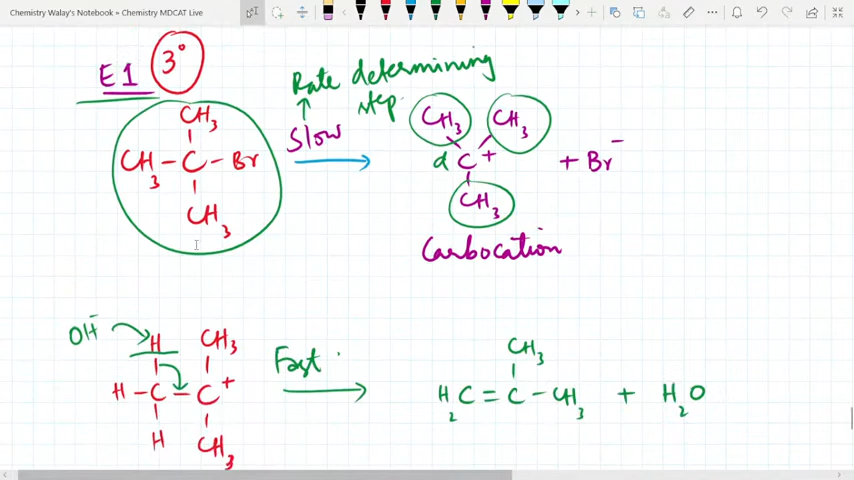 Chemistry Walay's Notebook » Chemistry MDCAT Live
E1 3°
Rate determining
step.
Slow
CH3
CH3 - C - Br
CH3
CH3 CH3
α C + + Br-
CH3
Carbocation
OH-
H CH3
H - C - C +
H CH3
Fast
CH3
H2C = C - CH3 + H2O